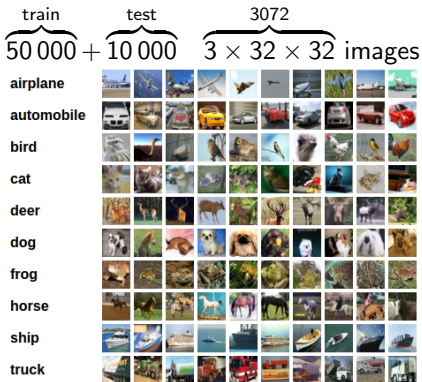 train test 3072
50 000 + 10 000 3 × 32 × 32 images
airplane
automobile
bird
cat
deer
dog
frog
horse
ship
truck